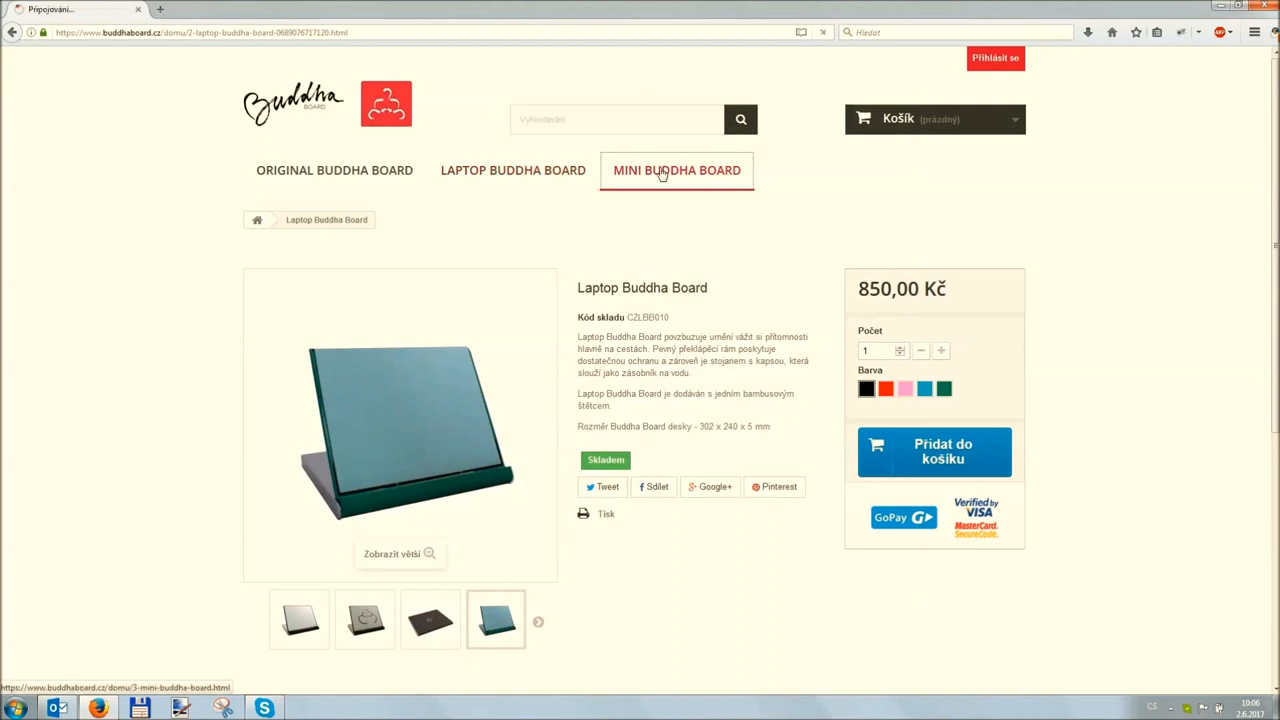 Připojování...
https://www.buddhaboard.cz/domu/2-laptop-buddha-board-0689076717120.html
Hledat
ABP
Přihlásit se
Buddha
BOARD
Vyhledávání
Košík (prázdný)
ORIGINAL BUDDHA BOARD
LAPTOP BUDDHA BOARD
MINI BUDDHA BOARD
Laptop Buddha Board
Laptop Buddha Board
Kód skladu CZLBB010
Laptop Buddha Board povzbuzuje umění vážit si přítomnosti
hlavně na cestách. Pevný překlápěcí rám poskytuje
dostatečnou ochranu a zároveň je stojanem s kapsou, která
slouží jako zásobník na vodu.
Laptop Buddha Board je dodáván s jedním bambusovým
štětcem.
Rozměr Buddha Board desky - 302 x 240 x 5 mm
Skladem
Tweet
Sdílet
Google+
Pinterest
Tisk
850,00 Kč
Počet
1
Barva
Přidat do
košíku
GoPay
Verified by
VISA
MasterCard.
SecureCode.
Zobrazit větší
https://www.buddhaboard.cz/domu/3-mini-buddha-board.html
CS
10:06
2.6.2017